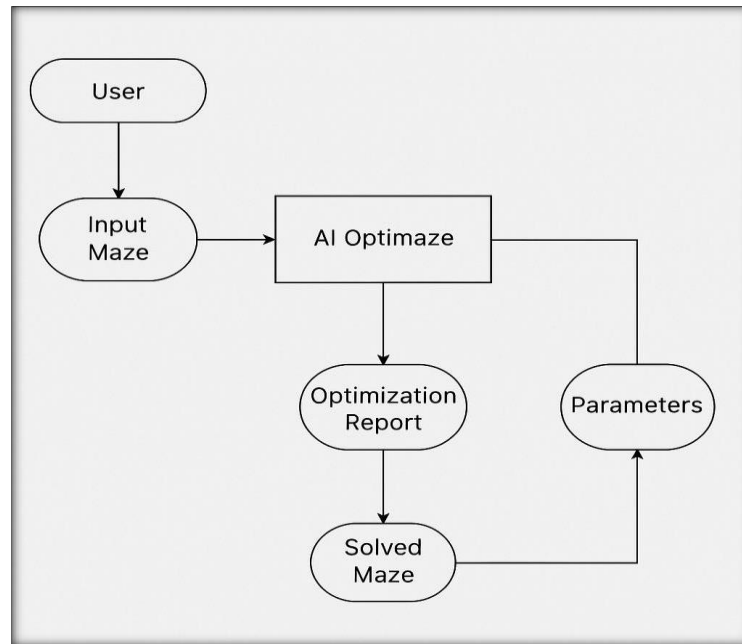 User
Input
Maze
AI Optimaze
Optimization
Report
Parameters
Solved
Maze